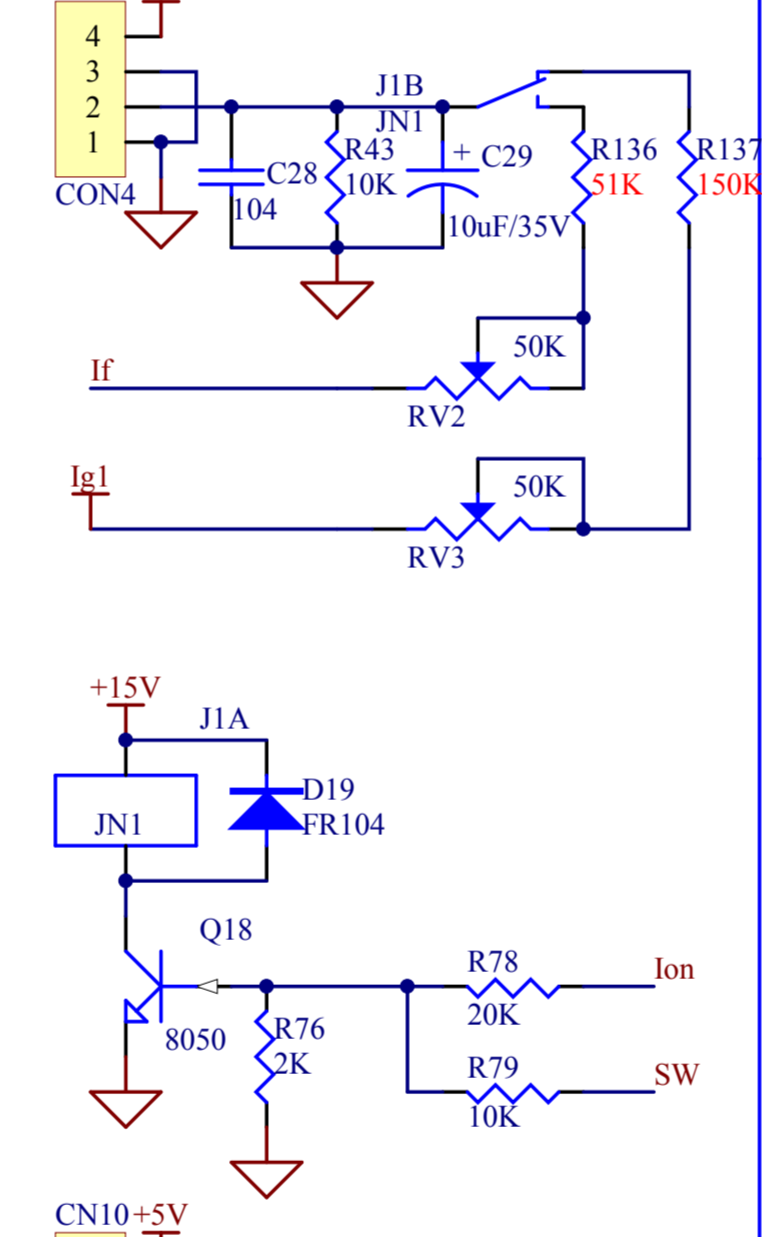 4
3
2
1
CON4
J1B
JN1
C28
104
R43
10K
+
C29
10uF/35V
R136
51K
R137
150K
If
50K
RV2
Ig1
50K
RV3
+15V
J1A
JN1
D19
FR104
Q18
8050
R76
2K
R78
20K
Ion
R79
10K
SW
CN10 +5V